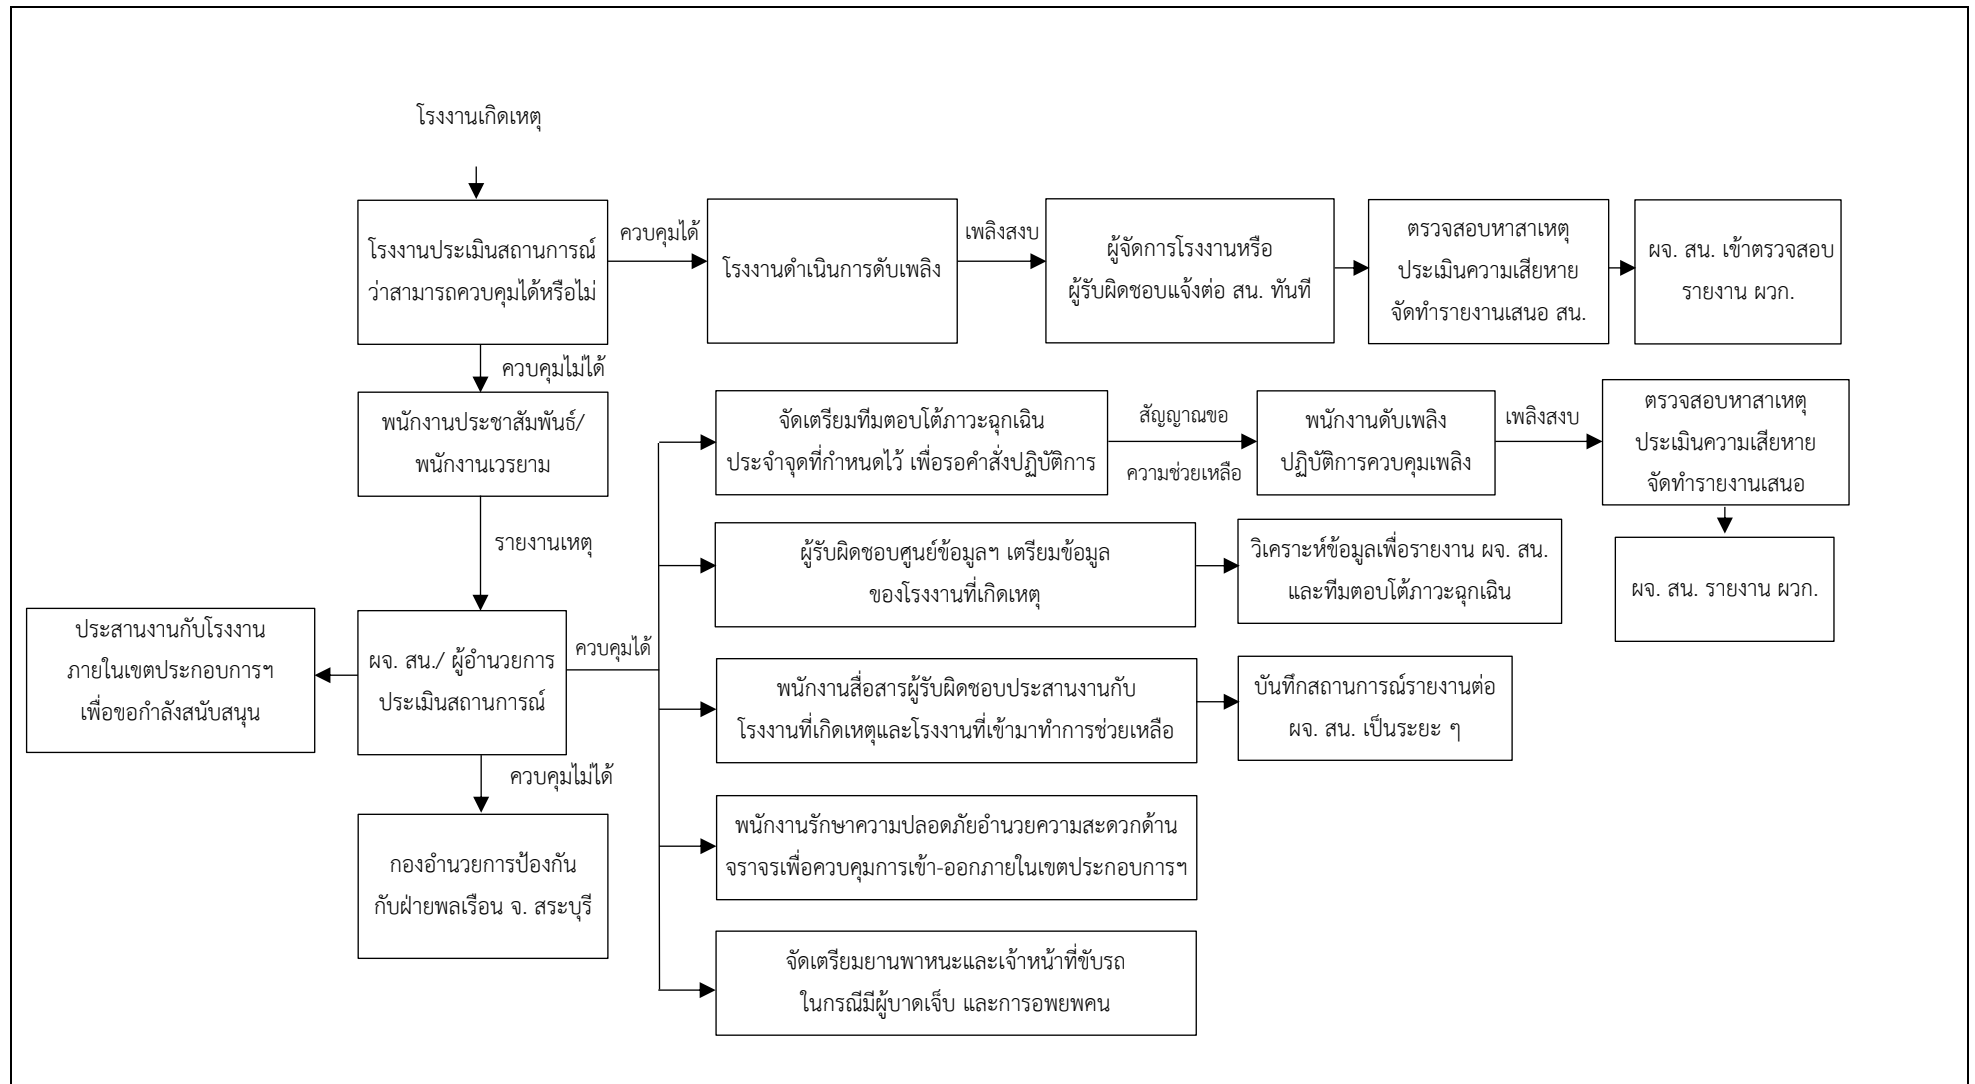 โรงงานเกิดเหตุ
โรงงานประเมินสถานการณ์
ว่าสามารถควบคุมได้หรือไม่
ควบคุมได้
โรงงานดำเนินการดับเพลิง
เพลิงสงบ
ผู้จัดการโรงงานหรือ
ผู้รับผิดชอบแจ้งต่อ สน. ทันที
ตรวจสอบหาสาเหตุ
ประเมินความเสียหาย
จัดทำรายงานเสนอ สน.
ผจ. สน. เข้าตรวจสอบ
รายงาน ผวก.
ควบคุมไม่ได้
พนักงานประชาสัมพันธ์/
พนักงานเวรยาม
จัดเตรียมทีมตอบโต้ภาวะฉุกเฉิน
ประจำจุดที่กำหนดไว้ เพื่อรอคำสั่งปฏิบัติการ
สัญญาณขอ
ความช่วยเหลือ
พนักงานดับเพลิง
ปฏิบัติการควบคุมเพลิง
เพลิงสงบ
ตรวจสอบหาสาเหตุ
ประเมินความเสียหาย
จัดทำรายงานเสนอ
รายงานเหตุ
ผู้รับผิดชอบศูนย์ข้อมูลฯ เตรียมข้อมูล
ของโรงงานที่เกิดเหตุ
วิเคราะห์ข้อมูลเพื่อรายงาน ผจ. สน.
และทีมตอบโต้ภาวะฉุกเฉิน
ผจ. สน. รายงาน ผวก.
ประสานงานกับโรงงาน
ภายในเขตประกอบการฯ
เพื่อขอกำลังสนับสนุน
ผจ. สน./ ผู้อำนวยการ
ประเมินสถานการณ์
ควบคุมได้
พนักงานสื่อสารผู้รับผิดชอบประสานงานกับ
โรงงานที่เกิดเหตุและโรงงานที่เข้ามาทำการช่วยเหลือ
บันทึกสถานการณ์รายงานต่อ
ผจ. สน. เป็นระยะ ๆ
ควบคุมไม่ได้
กองอำนวยการป้องกัน
กับฝ่ายพลเรือน จ. สระบุรี
พนักงานรักษาความปลอดภัยอำนวยความสะดวกด้าน
จราจรเพื่อควบคุมการเข้า-ออกภายในเขตประกอบการฯ
จัดเตรียมยานพาหนะและเจ้าหน้าที่ขับรถ
ในกรณีมีผู้บาดเจ็บ และการอพยพคน